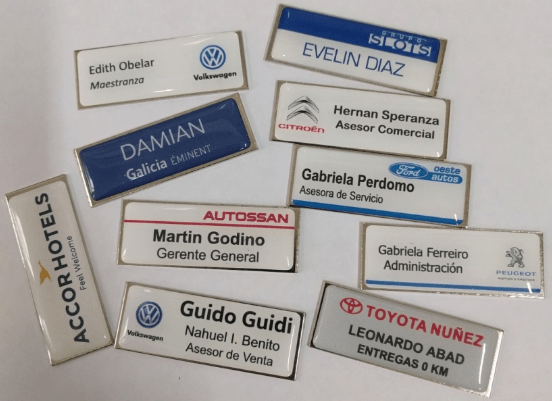 Edith Obelar
Maestranza
Volkswagen
GRUPO
SLOTS
EVELIN DIAZ
CITROËN
Hernan Speranza
Asesor Comercial
DAMIAN
Galicia ÉMINENT
Ford oeste
autos
Gabriela Perdomo
Asesora de Servicio
ACCOR HOTELS
Feel Welcome
AUTOSSAN
Martin Godino
Gerente General
Gabriela Ferreiro
Administración
PEUGEOT
Volkswagen
Guido Guidi
Nahuel I. Benito
Asesor de Venta
TOYOTA NUÑEZ
LEONARDO ABAD
ENTREGAS 0 KM